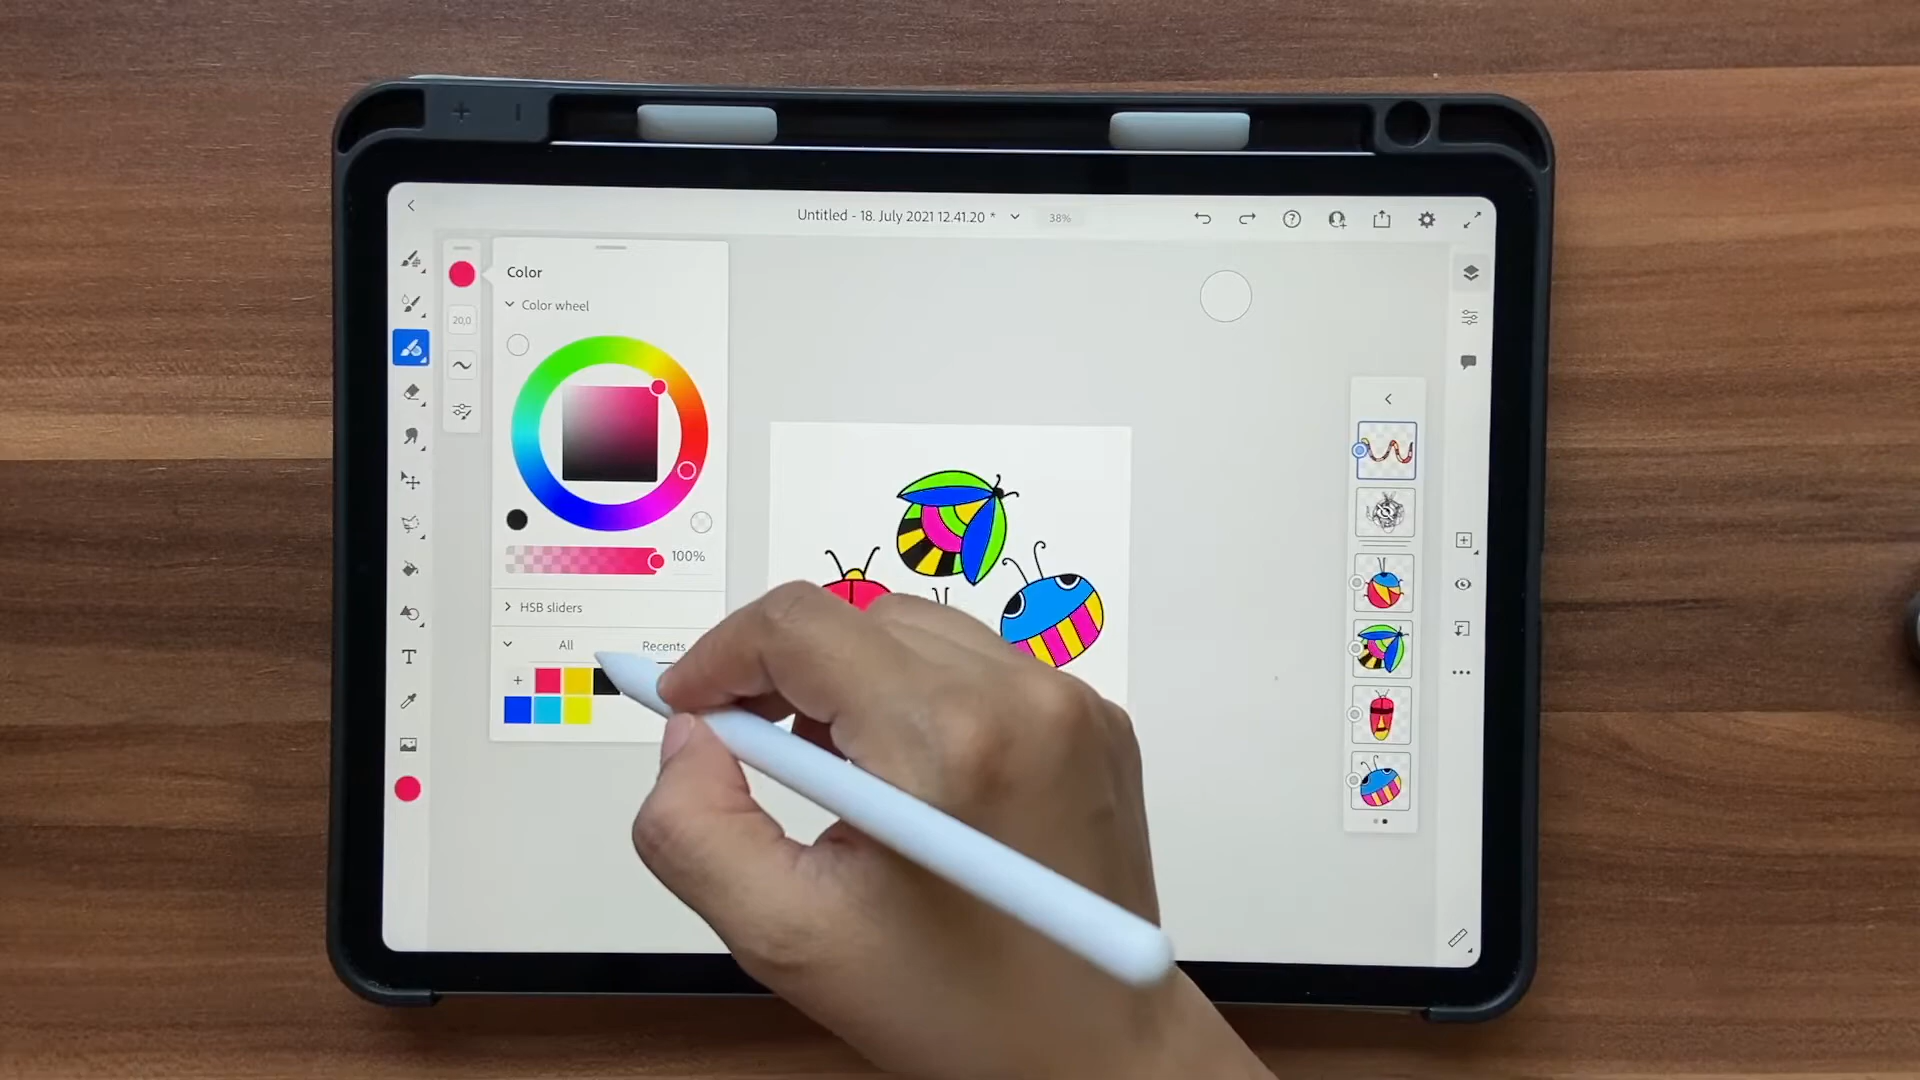 Untitled - 18. July 2021 12.41.20 *
38%
Color
Color wheel
20,0
100%
HSB sliders
All
Recents